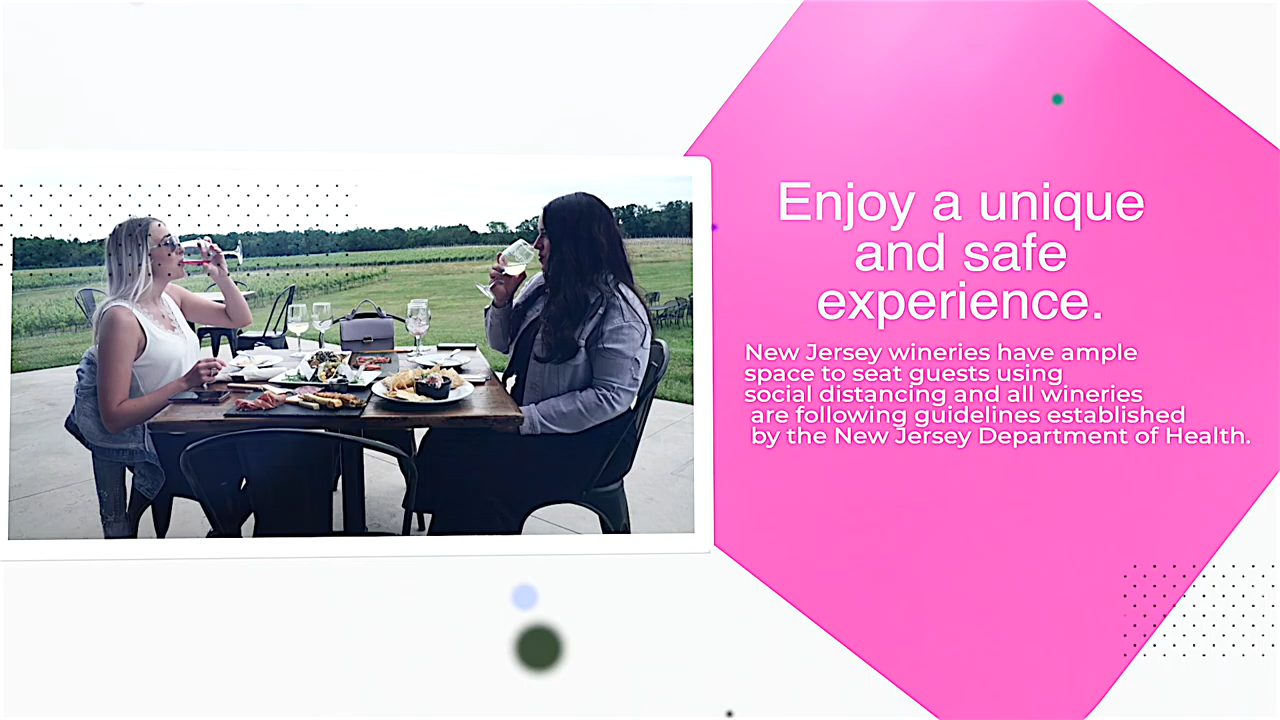 Enjoy a unique
and safe
experience.
New Jersey wineries have ample
space to seat guests using
social distancing and all wineries
are following guidelines established
by the New Jersey Department of Health.